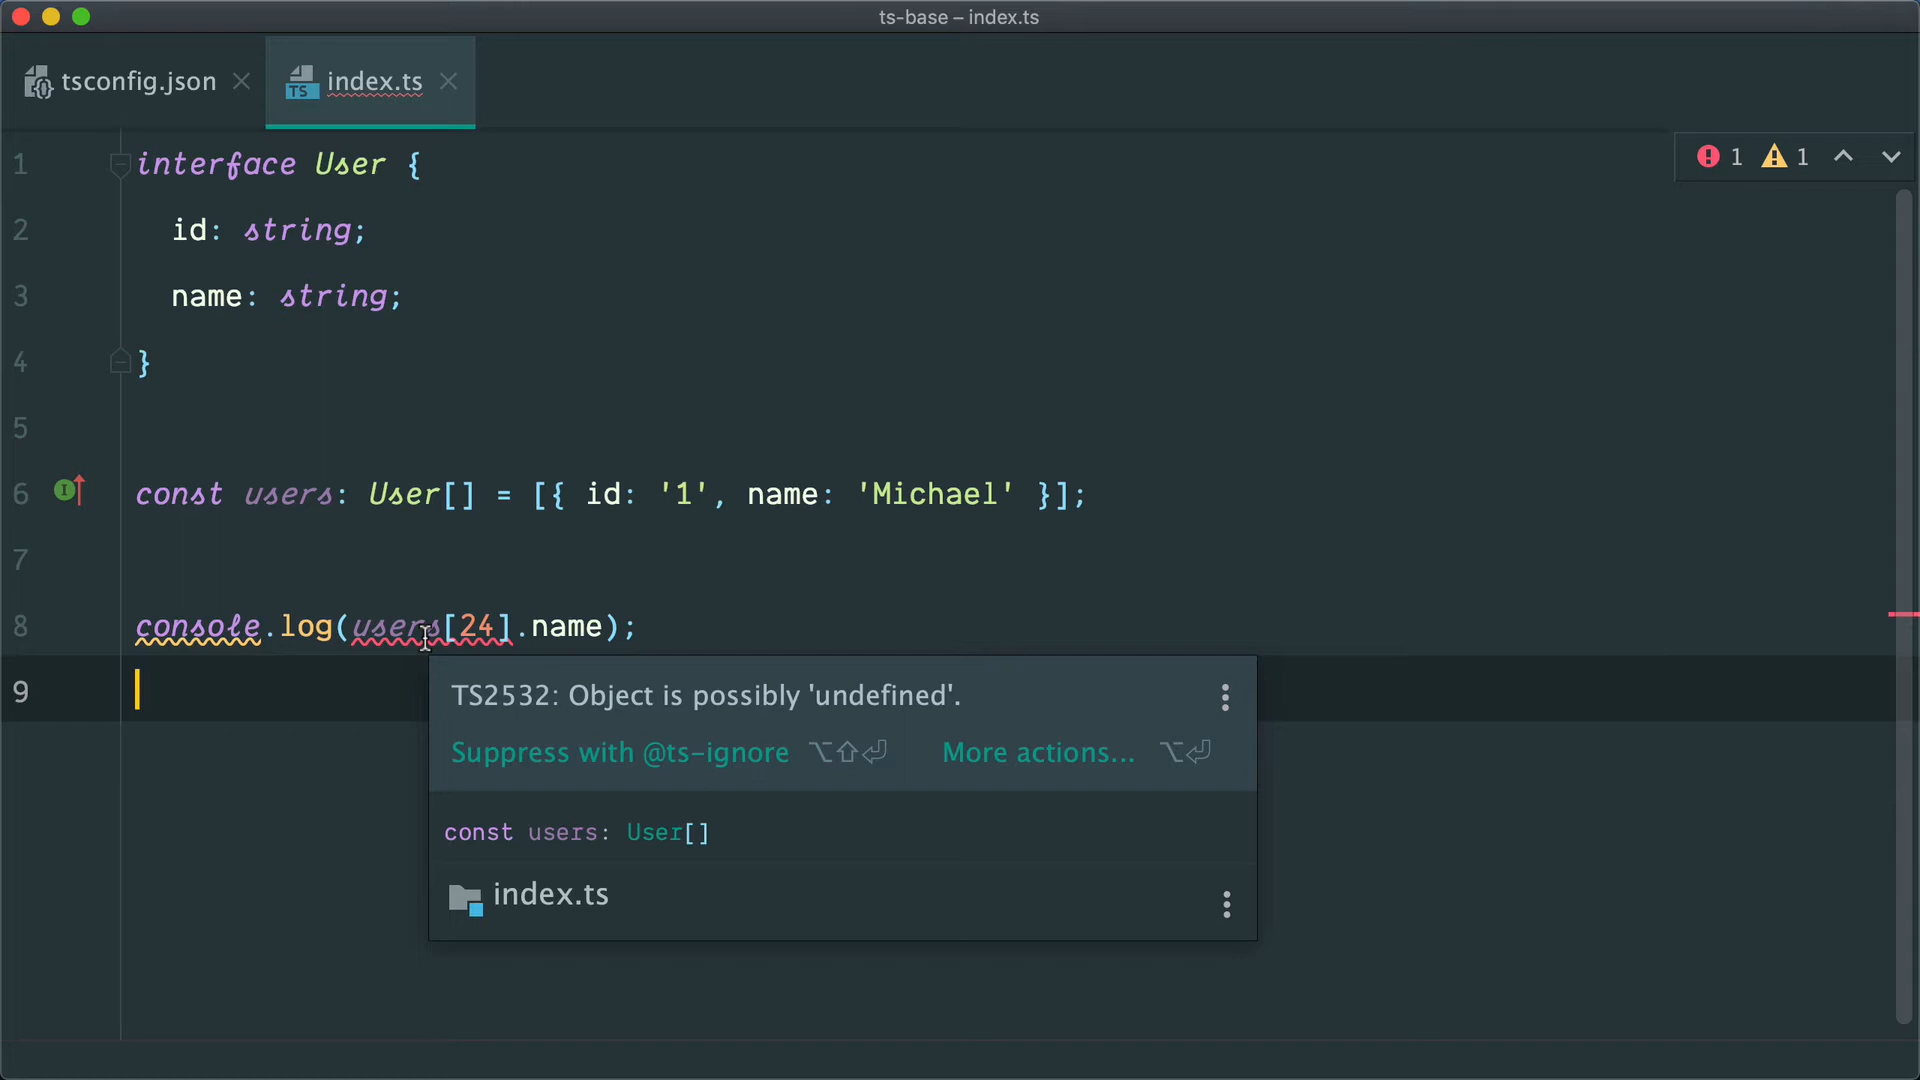 ts-base – index.ts
tsconfig.json
TS index.ts
1 1
1 interface User {
2 id: string;
3 name: string;
4 }
5
6 const users: User[] = [{ id: '1', name: 'Michael' }];
7
8 console.log(users[24].name);
9
TS2532: Object is possibly 'undefined'.
Suppress with @ts-ignore ⌥⇧⏎ More actions... ⌥⏎
const users: User[]
index.ts